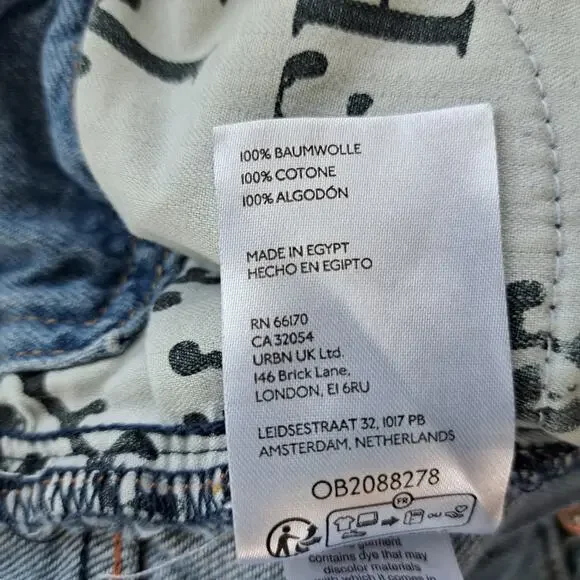 100% BAUMWOLLE
100% COTONE
100% ALGODÓN
MADE IN EGYPT
HECHO EN EGIPTO
RN 66170
CA 32054
URBN UK Ltd.
146 Brick Lane,
LONDON, E1 6RU
LEIDSESTRAAT 32, 1017 PB
AMSTERDAM, NETHERLANDS
OB2088278
FR
OU
garment
contains dye that may
discolor materials